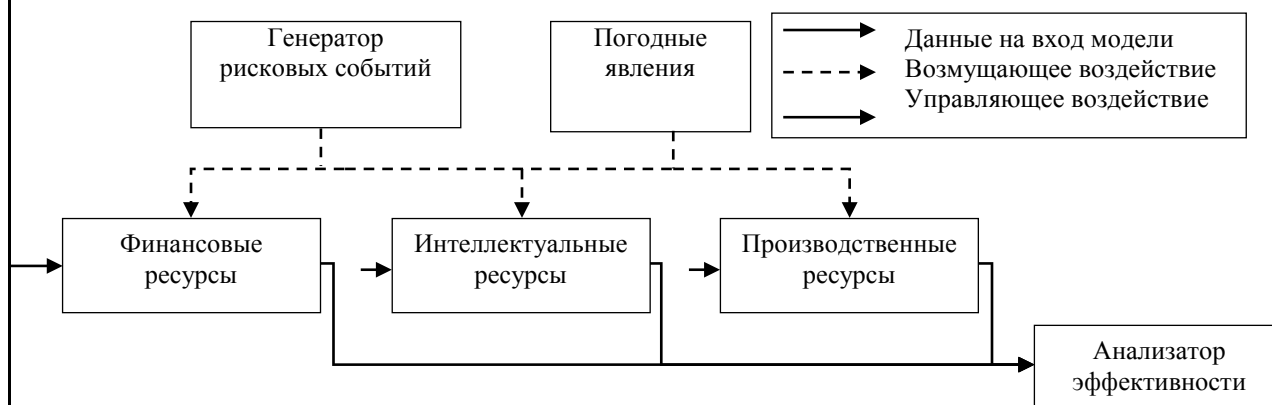 Генератор
рисковых событий
Погодные
явления
Данные на вход модели
Возмущающее воздействие
Управляющее воздействие
Финансовые
ресурсы
Интеллектуальные
ресурсы
Производственные
ресурсы
Анализатор
эффективности